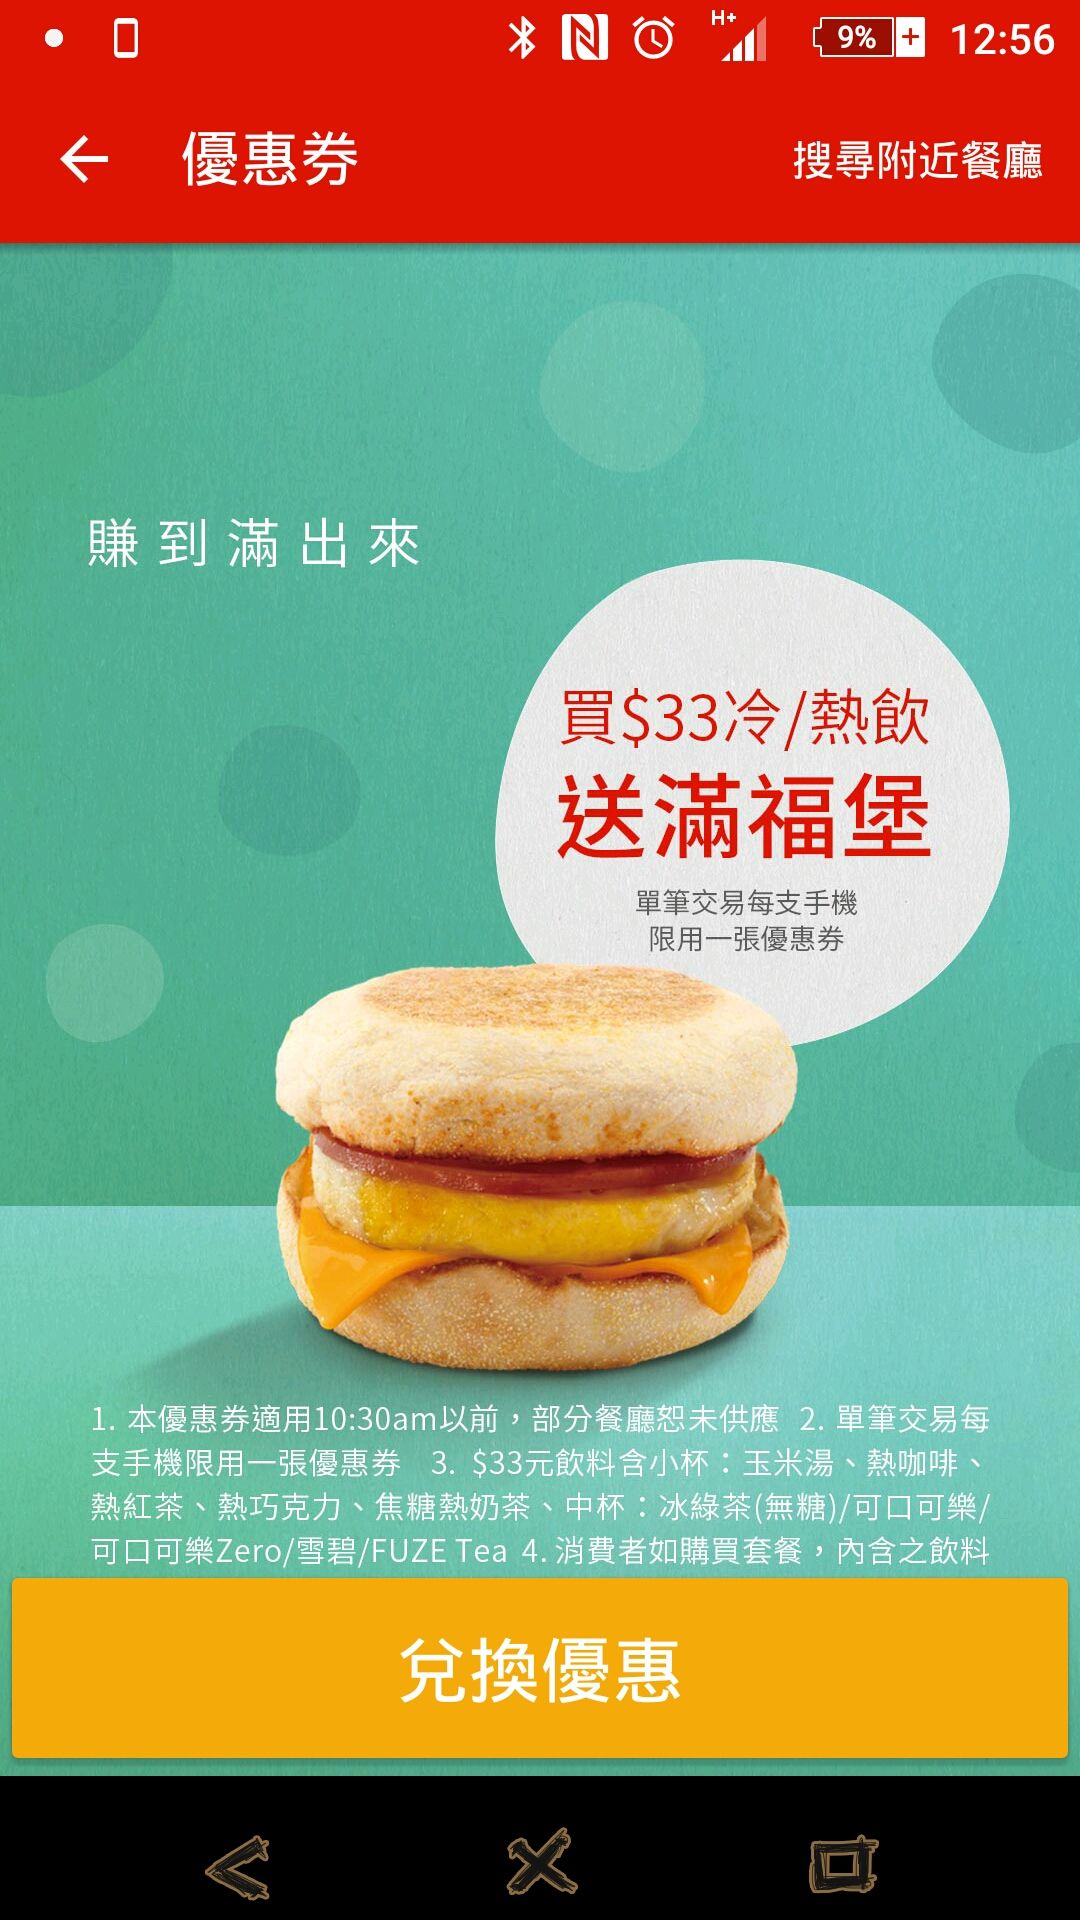 H+
9%
12:56
優惠券
搜尋附近餐廳
賺到滿出來
買$33冷/熱飲
送滿福堡
單筆交易每支手機
限用一張優惠券
1. 本優惠券適用10:30am以前，部分餐廳恕未供應 2. 單筆交易每
支手機限用一張優惠券 3. $33元飲料含小杯：玉米湯、熱咖啡、
熱紅茶、熱巧克力、焦糖熱奶茶、中杯：冰綠茶(無糖)/可口可樂/
可口可樂Zero/雪碧/FUZE Tea 4. 消費者如購買套餐，內含之飲料
兌換優惠